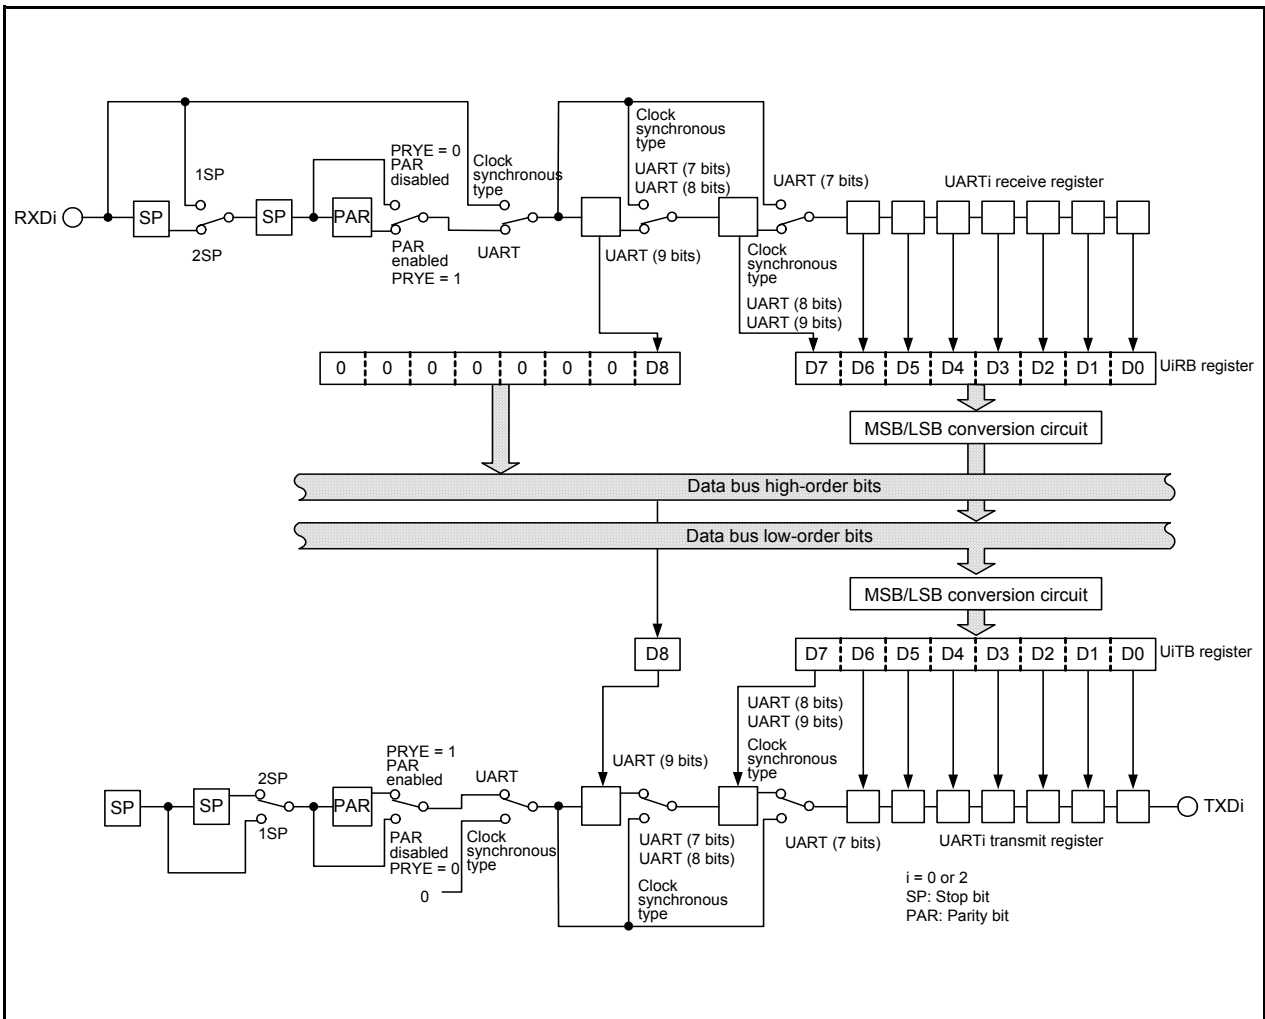 Clock
synchronous
type
PRYE = 0
PAR
disabled
Clock
synchronous
type
1SP
UART (7 bits)
UART (8 bits)
UART (7 bits)
UARTi receive register
RXDi
SP
SP
PAR
2SP
PAR
enabled
PRYE = 1
UART
UART (9 bits)
Clock
synchronous
type
UART (8 bits)
UART (9 bits)
0 0 0 0 0 0 0 D8
D7 D6 D5 D4 D3 D2 D1 D0
UiRB register
MSB/LSB conversion circuit
Data bus high-order bits
Data bus low-order bits
MSB/LSB conversion circuit
D8
D7 D6 D5 D4 D3 D2 D1 D0
UiTB register
UART (8 bits)
UART (9 bits)
Clock
synchronous
type
UART (9 bits)
PRYE = 1
PAR
enabled
2SP
UART
SP
SP
PAR
TXDi
1SP
PAR
disabled
PRYE = 0
Clock
synchronous
type
0
UART (7 bits)
UART (8 bits)
Clock
synchronous
type
UART (7 bits)
UARTi transmit register
i = 0 or 2
SP: Stop bit
PAR: Parity bit